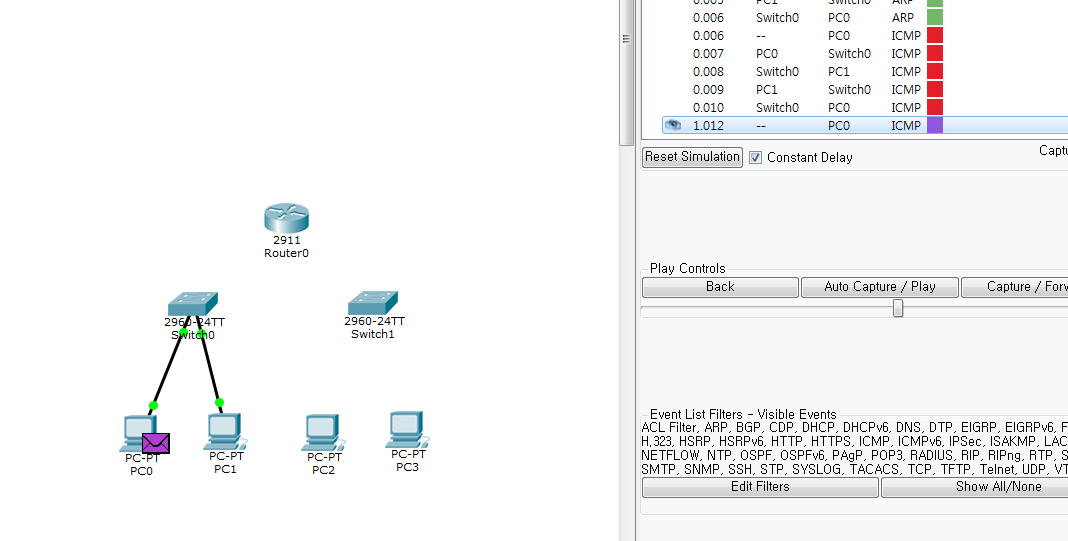 0.005 PC1 Switch0 ARP
0.006 Switch0 PC0 ARP
0.006 -- PC0 ICMP
0.007 PC0 Switch0 ICMP
0.008 Switch0 PC1 ICMP
0.009 PC1 Switch0 ICMP
0.010 Switch0 PC0 ICMP
1.012 -- PC0 ICMP
Reset Simulation Constant Delay
Captu
Play Controls
Back Auto Capture / Play Capture / Forw
Event List Filters - Visible Events
ACL Filter, ARP, BGP, CDP, DHCP, DHCPv6, DNS, DTP, EIGRP, EIGRPv6, F
H,323, HSRP, HSRPv6, HTTP, HTTPS, ICMP, ICMPv6, IPSec, ISAKMP, LAC
NETFLOW, NTP, OSPF, OSPFv6, PAgP, POP3, RADIUS, RIP, RIPng, RTP, S
SMTP, SNMP, SSH, STP, SYSLOG, TACACS, TCP, TFTP, Telnet, UDP, VT
Edit Filters Show All/None
2911
Router0
2960-24TT
Switch0
2960-24TT
Switch1
PC-PT
PC0
PC-PT
PC1
PC-PT
PC2
PC-PT
PC3